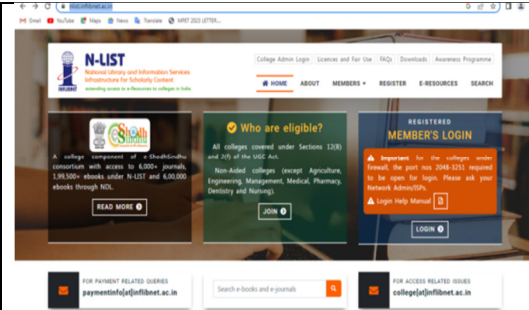 nlist.inflibnet.ac.in
Gmail YouTube Maps News Translate MRET 2023 LETTER...
College Admin Login Licences and Fair Use FAQs Downloads Awareness Programme
N-LIST
National Library and Information Services
Infrastructure for Scholarly Content
extending access to e-Resources to colleges in India
INFLIBNET
HOME ABOUT MEMBERS REGISTER E-RESOURCES SEARCH
A college component of e-ShodhSindhu
consortium with access to 6,000+ journals,
1,99,500+ ebooks under N-LIST and 6,00,000
ebooks through NDL.
READ MORE
Who are eligible?
All colleges covered under Sections 12(B)
and 2(f) of the UGC Act.
Non-Aided colleges (except Agriculture,
Engineering, Management, Medical, Pharmacy,
Dentistry and Nursing).
JOIN
REGISTERED
MEMBER'S LOGIN
Important for the colleges under
firewall, the port nos 2048-3251 required
to be open for login. Please ask your
Network Admin/ISPs.
Login Help Manual
LOGIN
FOR PAYMENT RELATED QUERIES
paymentinfo[at]inflibnet.ac.in
Search e-books and e-journals
FOR ACCESS RELATED ISSUES
college[at]inflibnet.ac.in